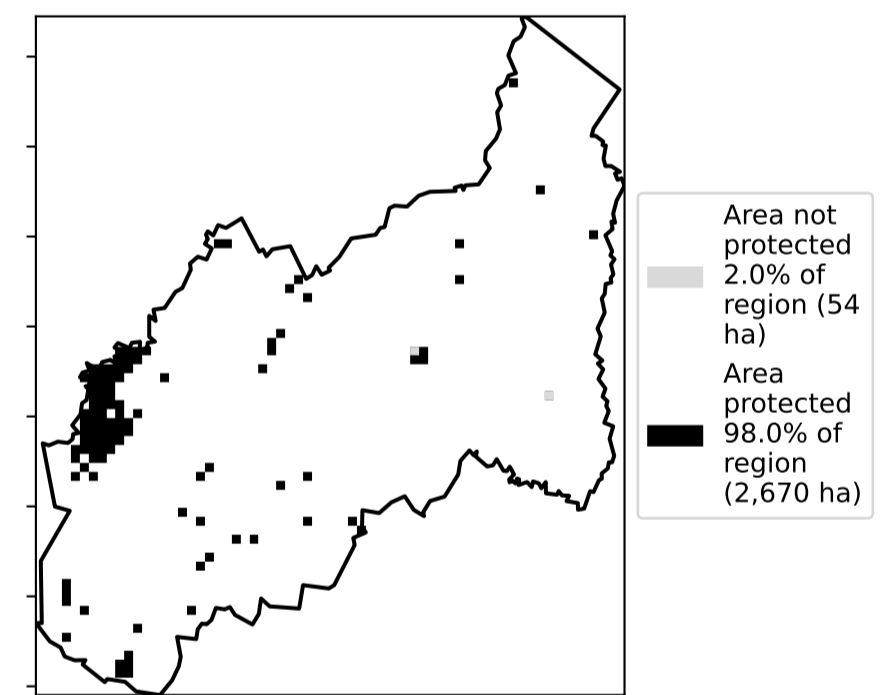 Area not
protected
2.0% of
region (54
ha)
Area
protected
98.0% of
region
(2,670 ha)